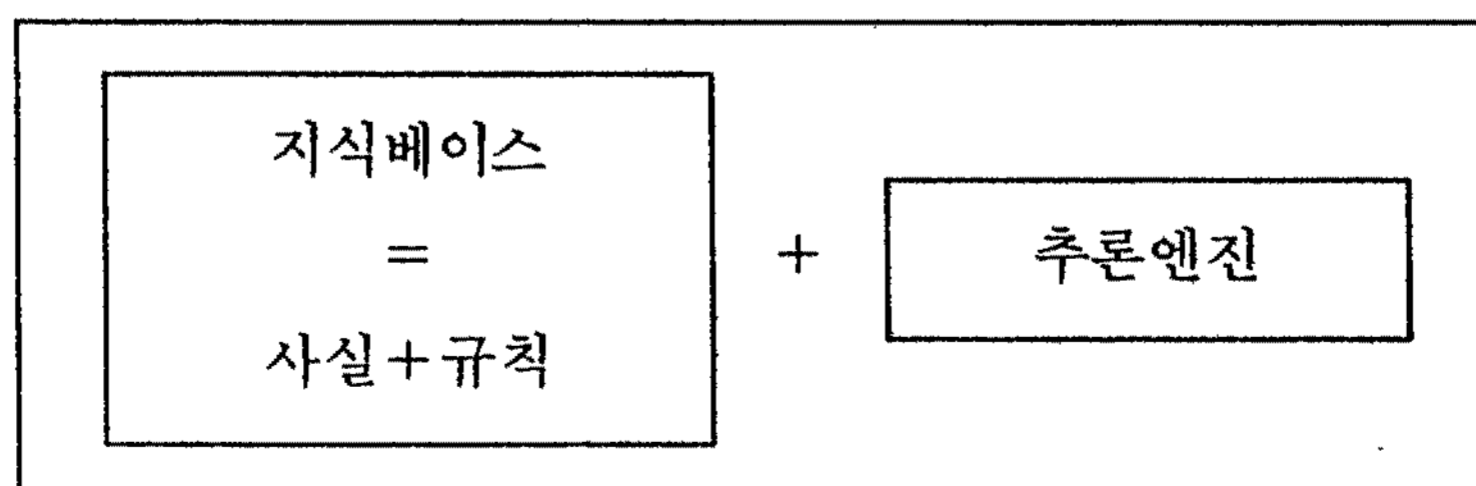 지식베이스
=
+ 추론엔진
사실+규칙